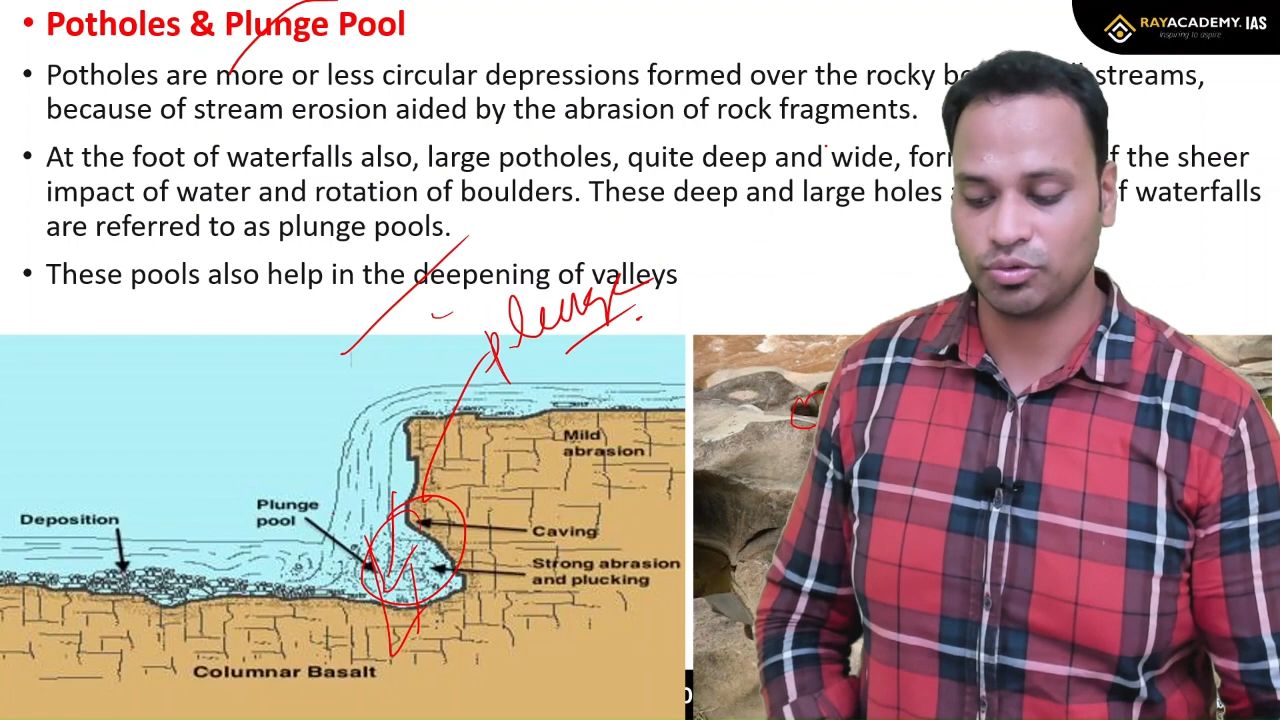 • Potholes & Plunge Pool
RAYACADEMY. IAS
Inspiring to aspire
• Potholes are more or less circular depressions formed over the rocky streams,
because of stream erosion aided by the abrasion of rock fragments.
• At the foot of waterfalls also, large potholes, quite deep and wide, the sheer
impact of water and rotation of boulders. These deep and large holes waterfalls
are referred to as plunge pools.
• These pools also help in the deepening of valleys
plunge
Mild
abrasion
Plunge
pool
Deposition
Caving
Strong abrasion
and plucking
Columnar Basalt